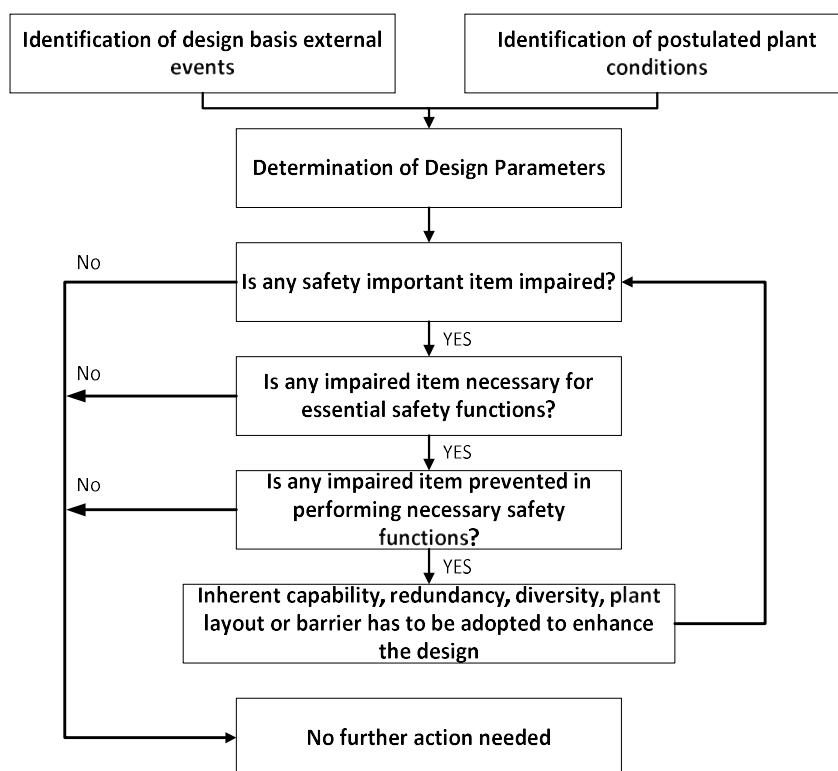 Identification of design basis external
events
Identification of postulated plant
conditions
Determination of Design Parameters
No
Is any safety important item impaired?
YES
No
Is any impaired item necessary for
essential safety functions?
YES
No
Is any impaired item prevented in
performing necessary safety
functions?
YES
Inherent capability, redundancy, diversity, plant
layout or barrier has to be adopted to enhance
the design
No further action needed